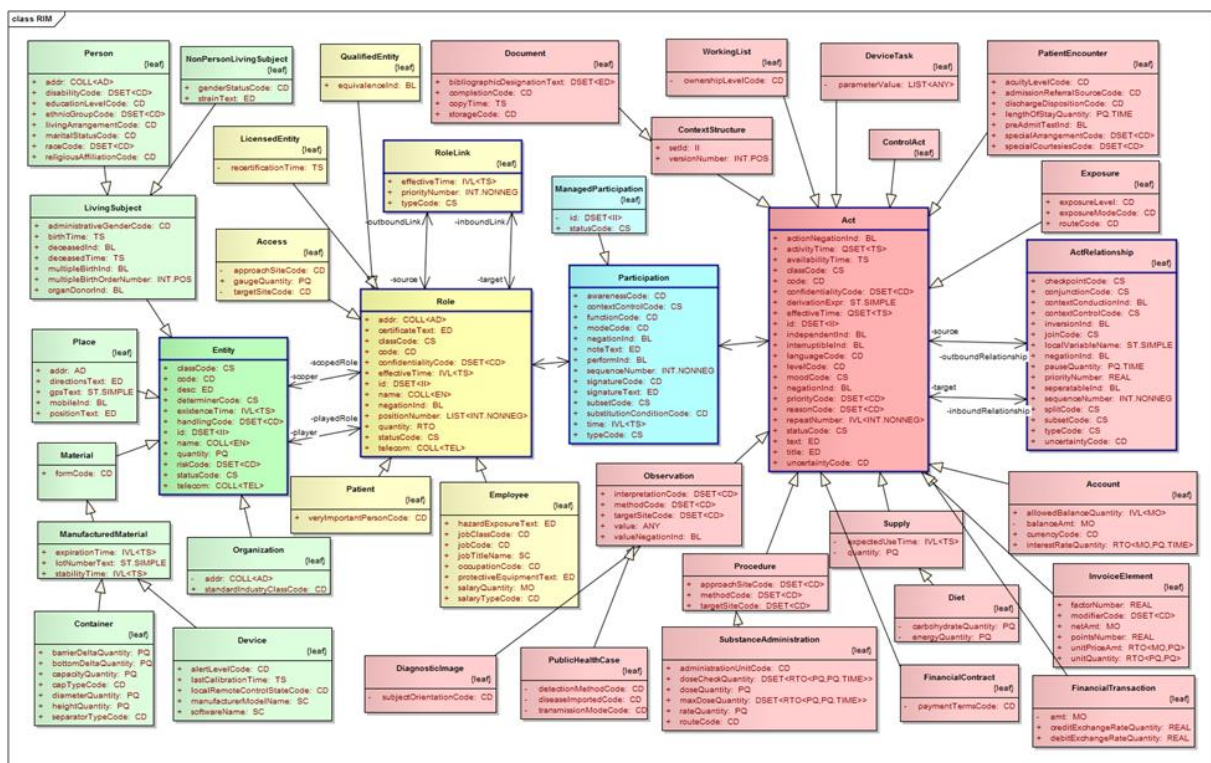 class RIM
Person
{leaf}
+ addr: COLL<AD>
+ disabilityCode: DSET<CD>
+ educationLevelCode: CD
+ ethnicGroupCode: DSET<CD>
+ livingArrangementCode: CD
+ maritalStatusCode: CD
+ raceCode: DSET<CD>
+ religiousAffiliationCode: CD
NonPersonLivingSubject
{leaf}
+ genderStatusCode: CD
+ strainText: ED
QualifiedEntity
{leaf}
+ equivalenceInd: BL
Document
{leaf}
+ bibliographicDesignationText: DSET<ED>
+ completionCode: CD
+ copyTime: TS
+ storageCode: CD
WorkingList
{leaf}
- ownershipLevelCode: CD
DeviceTask
{leaf}
- parameterValue: LIST<ANY>
PatientEncounter
{leaf}
+ acuityLevelCode: CD
+ admissionReferralSourceCode: CD
+ dischargeDispositionCode: CD
+ lengthOfStayQuantity: PQ.TIME
+ preAdmitTestInd: BL
+ specialArrangementCode: DSET<CD>
+ specialCourtesiesCode: DSET<CD>
LicensedEntity
{leaf}
- recertificationTime: TS
RoleLink
{leaf}
+ effectiveTime: IVL<TS>
+ priorityNumber: INT.NONNEG
+ typeCode: CS
ContextStructure
+ setId: II
+ versionNumber: INT.POS
ControlAct
{leaf}
Exposure
{leaf}
+ exposureLevel: CD
+ exposureModeCode: CD
+ routeCode: CD
LivingSubject
+ administrativeGenderCode: CD
+ birthTime: TS
+ deceasedInd: BL
+ deceasedTime: TS
+ multipleBirthInd: BL
+ multipleBirthOrderNumber: INT.POS
+ organDonorInd: BL
Access
{leaf}
- approachSiteCode: CD
+ gaugeQuantity: PQ
- targetSiteCode: CD
-outboundLink
-inboundLink
-source
-target
ManagedParticipation
{leaf}
- id: DSET<II>
+ statusCode: CS
Participation
+ awarenessCode: CD
+ contextControlCode: CS
+ functionCode: CD
+ modeCode: CD
+ negationInd: BL
+ noteText: ED
+ performInd: BL
+ sequenceNumber: INT.NONNEG
+ signatureCode: CD
+ signatureText: ED
+ subsetCode: CS
+ substitutionConditionCode: CD
+ time: IVL<TS>
+ typeCode: CS
Act
+ actionNegationInd: BL
+ activityTime: QSET<TS>
+ availabilityTime: TS
+ classCode: CS
+ code: CD
+ confidentialityCode: DSET<CD>
+ derivationExpr: ST.SIMPLE
+ effectiveTime: QSET<TS>
+ id: DSET<II>
+ independentInd: BL
+ interruptibleInd: BL
+ languageCode: CD
+ levelCode: CD
+ moodCode: CS
+ negationInd: BL
+ priorityCode: DSET<CD>
+ reasonCode: DSET<CD>
+ repeatNumber: IVL<INT.NONNEG>
+ statusCode: CS
+ text: ED
+ title: ED
+ uncertaintyCode: CD
-source
-outboundRelationship
-target
-inboundRelationship
ActRelationship
{leaf}
+ checkpointCode: CS
+ conjunctionCode: CS
+ contextConductionInd: BL
+ contextControlCode: CS
+ inversionInd: BL
+ joinCode: CS
+ localVariableName: ST.SIMPLE
+ negationInd: BL
+ pauseQuantity: PQ.TIME
+ priorityNumber: REAL
+ seperatableInd: BL
+ sequenceNumber: INT.NONNEG
+ splitCode: CS
+ subsetCode: CS
+ typeCode: CS
+ uncertaintyCode: CD
Place
{leaf}
+ addr: AD
+ directionsText: ED
+ gpsText: ST.SIMPLE
+ mobileInd: BL
+ positionText: ED
Entity
+ classCode: CS
+ code: CD
+ desc: ED
+ determinerCode: CS
+ existenceTime: IVL<TS>
+ handlingCode: DSET<CD>
+ id: DSET<II>
+ name: COLL<EN>
+ quantity: PQ
+ riskCode: DSET<CD>
+ statusCode: CS
+ telecom: COLL<TEL>
-scopedRole
-scoper
-playedRole
-player
Role
+ addr: COLL<AD>
+ certificateText: ED
+ classCode: CS
+ code: CD
+ confidentialityCode: DSET<CD>
+ effectiveTime: IVL<TS>
+ id: DSET<II>
+ name: COLL<EN>
+ negationInd: BL
+ positionNumber: LIST<INT.NONNEG>
+ quantity: RTO
+ statusCode: CS
+ telecom: COLL<TEL>
Material
+ formCode: CD
ManufacturedMaterial
+ expirationTime: IVL<TS>
+ lotNumberText: ST.SIMPLE
+ stabilityTime: IVL<TS>
Organization
{leaf}
- addr: COLL<AD>
+ standardIndustryClassCode: CD
Patient
{leaf}
+ veryImportantPersonCode: CD
Employee
{leaf}
+ hazardExposureText: ED
+ jobClassCode: CD
+ jobCode: CD
+ jobTitleName: SC
+ occupationCode: CD
+ protectiveEquipmentText: ED
+ salaryQuantity: MO
+ salaryTypeCode: CD
Observation
+ interpretationCode: DSET<CD>
+ methodCode: DSET<CD>
+ targetSiteCode: DSET<CD>
+ value: ANY
+ valueNegationInd: BL
Procedure
+ approachSiteCode: DSET<CD>
+ methodCode: DSET<CD>
+ targetSiteCode: DSET<CD>
Supply
+ expectedUseTime: IVL<TS>
- quantity: PQ
Account
{leaf}
+ allowedBalanceQuantity: IVL<MO>
- balanceAmt: MO
+ currencyCode: CD
+ interestRateQuantity: RTO<MO,PQ.TIME>
Container
{leaf}
+ barrierDeltaQuantity: PQ
+ bottomDeltaQuantity: PQ
+ capacityQuantity: PQ
+ capTypeCode: CD
+ diameterQuantity: PQ
+ heightQuantity: PQ
+ separatorTypeCode: CD
Device
{leaf}
+ alertLevelCode: CD
+ lastCalibrationTime: TS
+ localRemoteControlStateCode: CD
+ manufacturerModelName: SC
+ softwareName: SC
DiagnosticImage
{leaf}
- subjectOrientationCode: CD
PublicHealthCase
{leaf}
- detectionMethodCode: CD
- diseaseImportedCode: CD
- transmissionModeCode: CD
SubstanceAdministration
{leaf}
+ administrationUnitCode: CD
+ doseCheckQuantity: DSET<RTO<PQ,PQ.TIME>>
+ doseQuantity: PQ
+ maxDoseQuantity: DSET<RTO<PQ,PQ.TIME>>
+ rateQuantity: PQ
+ routeCode: CD
Diet
{leaf}
- carbohydrateQuantity: PQ
- energyQuantity: PQ
InvoiceElement
{leaf}
+ factorNumber: REAL
+ modifierCode: DSET<CD>
+ netAmt: MO
+ pointsNumber: REAL
+ unitPriceAmt: RTO<MO,PQ>
+ unitQuantity: RTO<PQ,PQ>
FinancialContract
{leaf}
- paymentTermsCode: CD
FinancialTransaction
{leaf}
- amt: MO
+ creditExchangeRateQuantity: REAL
+ debitExchangeRateQuantity: REAL